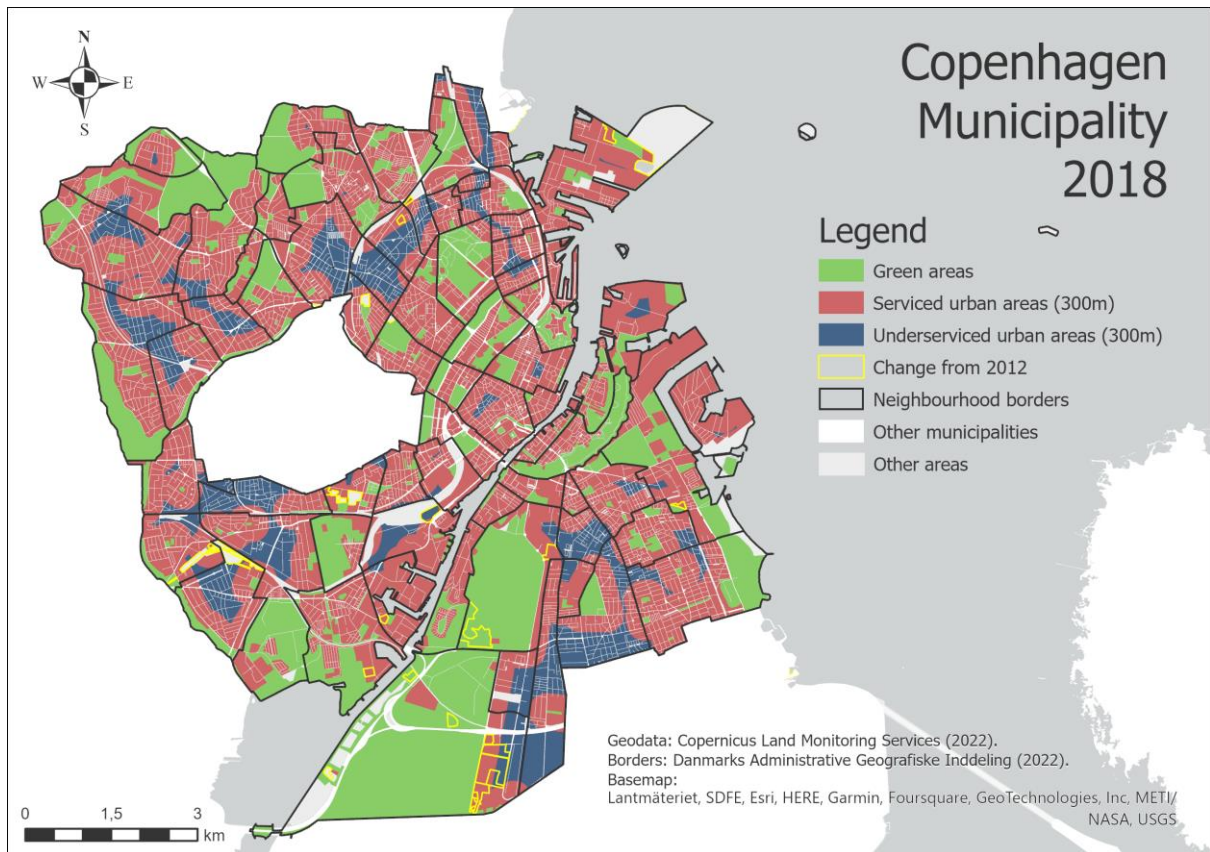 N
W
E
S
Copenhagen
Municipality
2018
Legend
Green areas
Serviced urban areas (300m)
Underserviced urban areas (300m)
Change from 2012
Neighbourhood borders
Other municipalities
Other areas
Geodata: Copernicus Land Monitoring Services (2022).
Borders: Danmarks Administrative Geografiske Inddeling (2022).
Basemap:
Lantmäteriet, SDFE, Esri, HERE, Garmin, Foursquare, GeoTechnologies, Inc, METI/
NASA, USGS
0 1,5 3
km